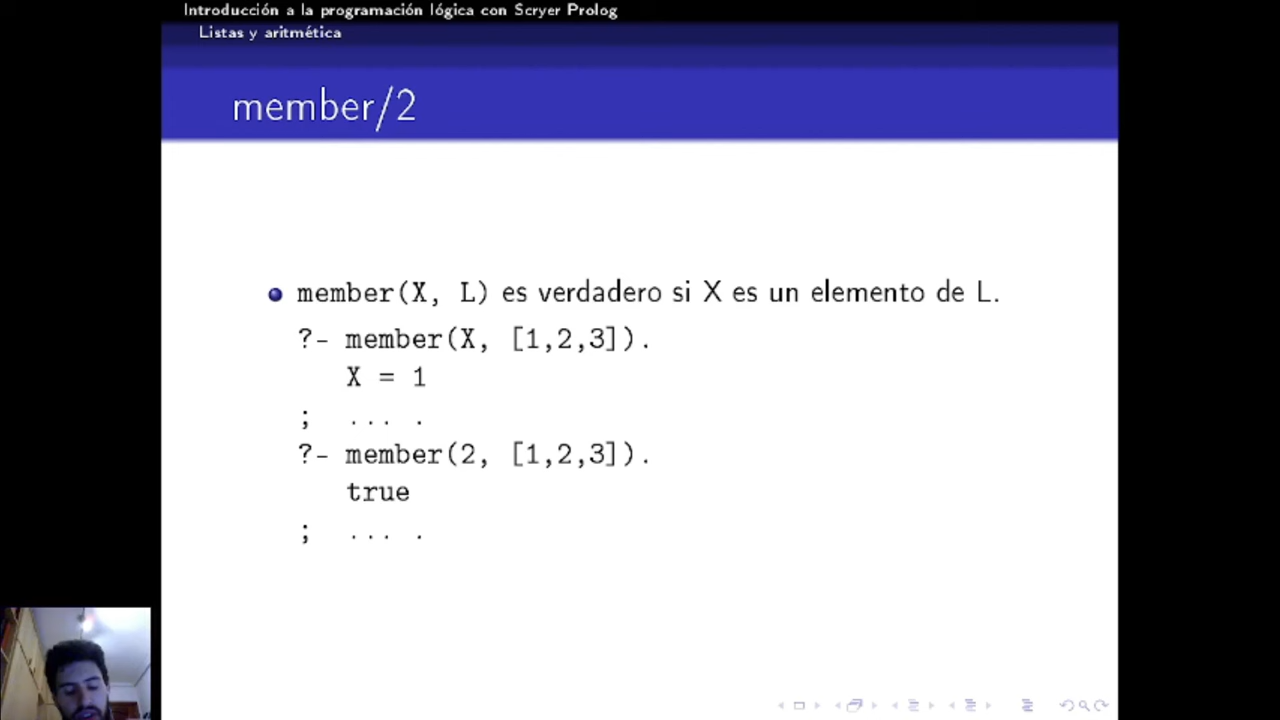 Introducción a la programación lógica con Scryer Prolog
Listas y aritmética
member/2
member(X, L) es verdadero si X es un elemento de L.
?- member(X, [1,2,3]).
X = 1
; ... .
?- member(2, [1,2,3]).
true
; ... .